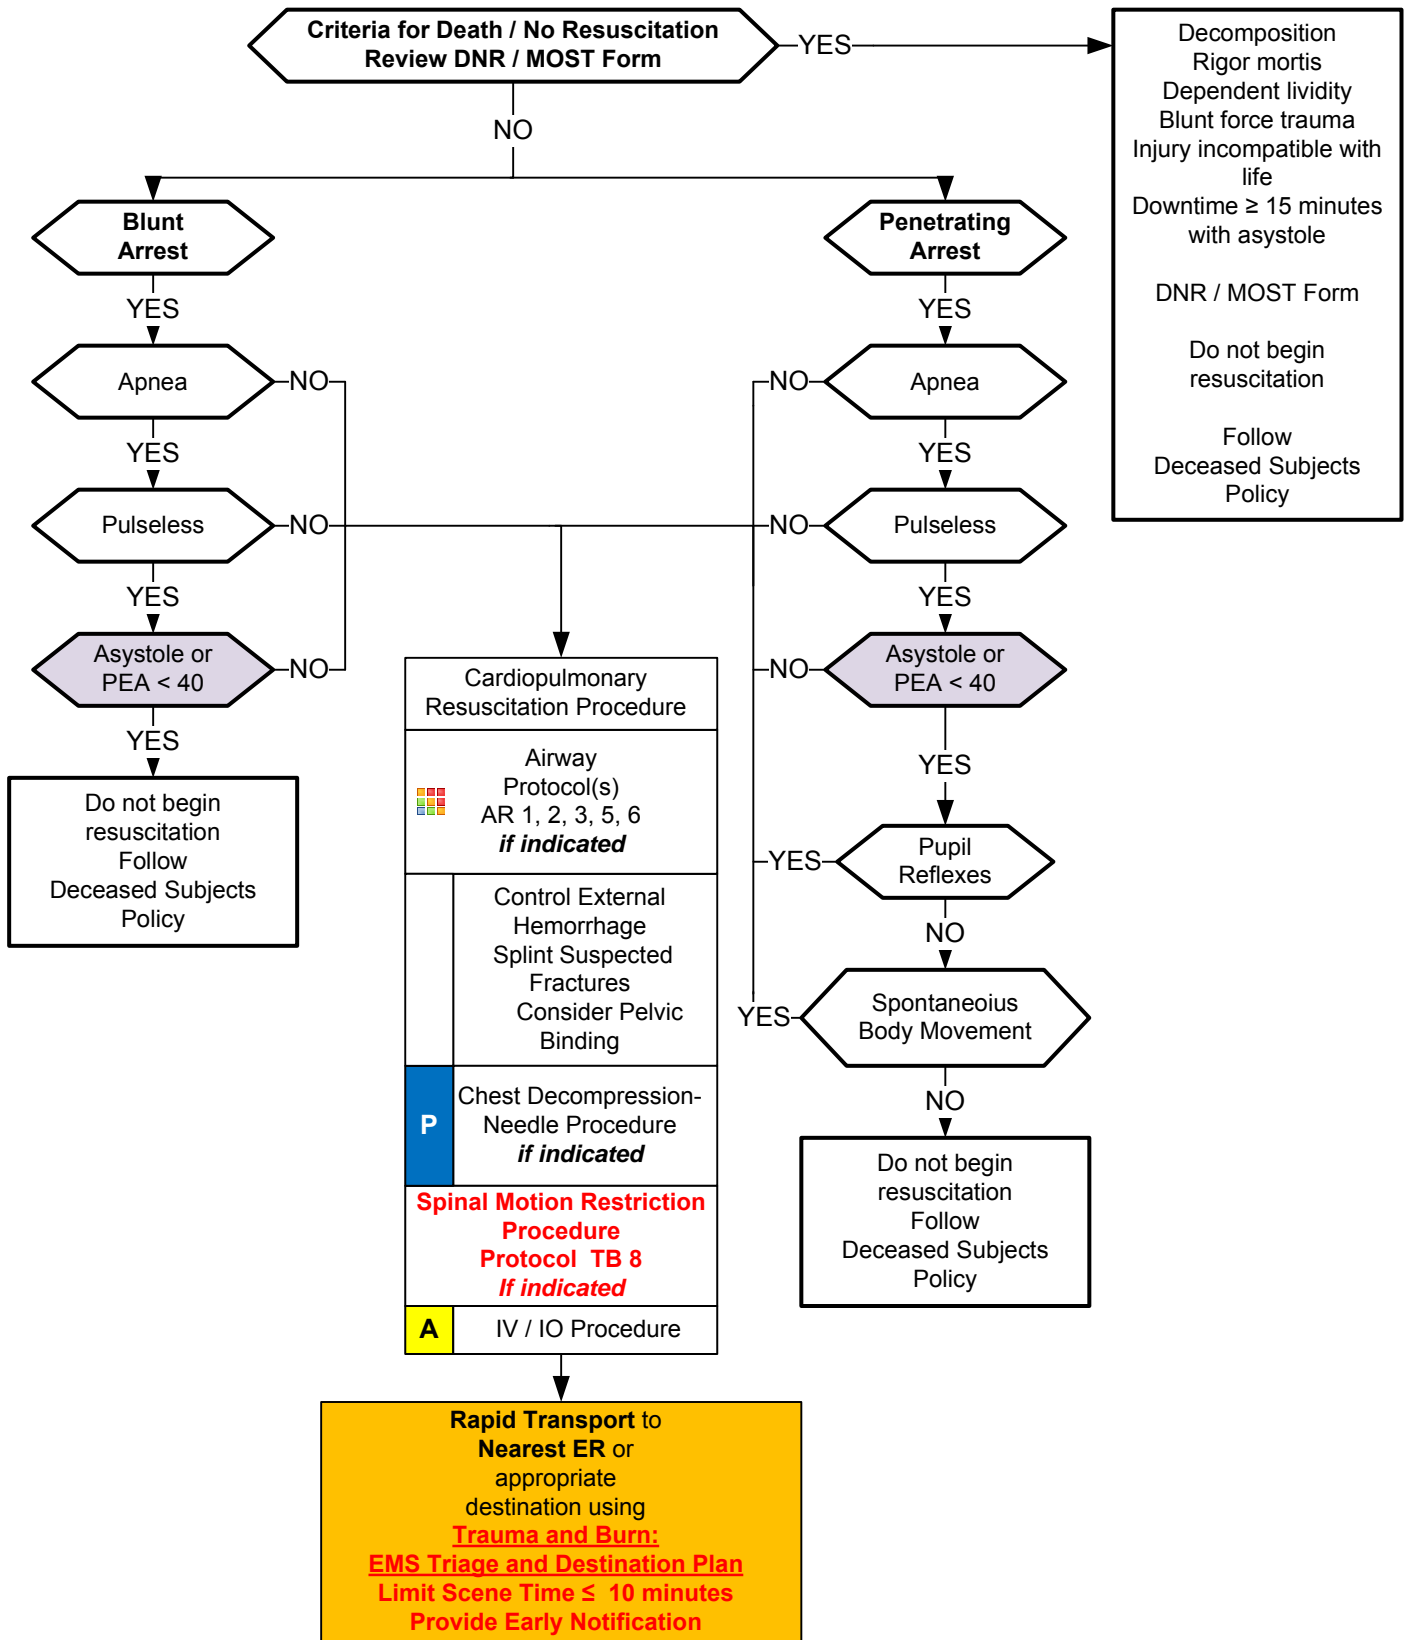 Criteria for Death / No Resuscitation
Review DNR / MOST Form
YES
Decomposition
Rigor mortis
Dependent lividity
Blunt force trauma
Injury incompatible with
life
Downtime ≥ 15 minutes
with asystole
DNR / MOST Form
Do not begin
resuscitation
Follow
Deceased Subjects
Policy
NO
Blunt
Arrest
YES
Apnea
NO
YES
Pulseless
NO
YES
Asystole or
PEA < 40
NO
YES
Do not begin
resuscitation
Follow
Deceased Subjects
Policy
Penetrating
Arrest
YES
Apnea
NO
YES
Pulseless
NO
YES
Asystole or
PEA < 40
NO
YES
Pupil
Reflexes
YES
NO
Spontaneoius
Body Movement
YES
NO
Do not begin
resuscitation
Follow
Deceased Subjects
Policy
Cardiopulmonary
Resuscitation Procedure
Airway
Protocol(s)
AR 1, 2, 3, 5, 6
if indicated
Control External
Hemorrhage
Splint Suspected
Fractures
Consider Pelvic
Binding
P
Chest Decompression-
Needle Procedure
if indicated
Spinal Motion Restriction
Procedure
Protocol  TB 8
If indicated
A
IV / IO Procedure
Rapid Transport to
Nearest ER or
appropriate
destination using
Trauma and Burn:
EMS Triage and Destination Plan
Limit Scene Time ≤  10 minutes
Provide Early Notification